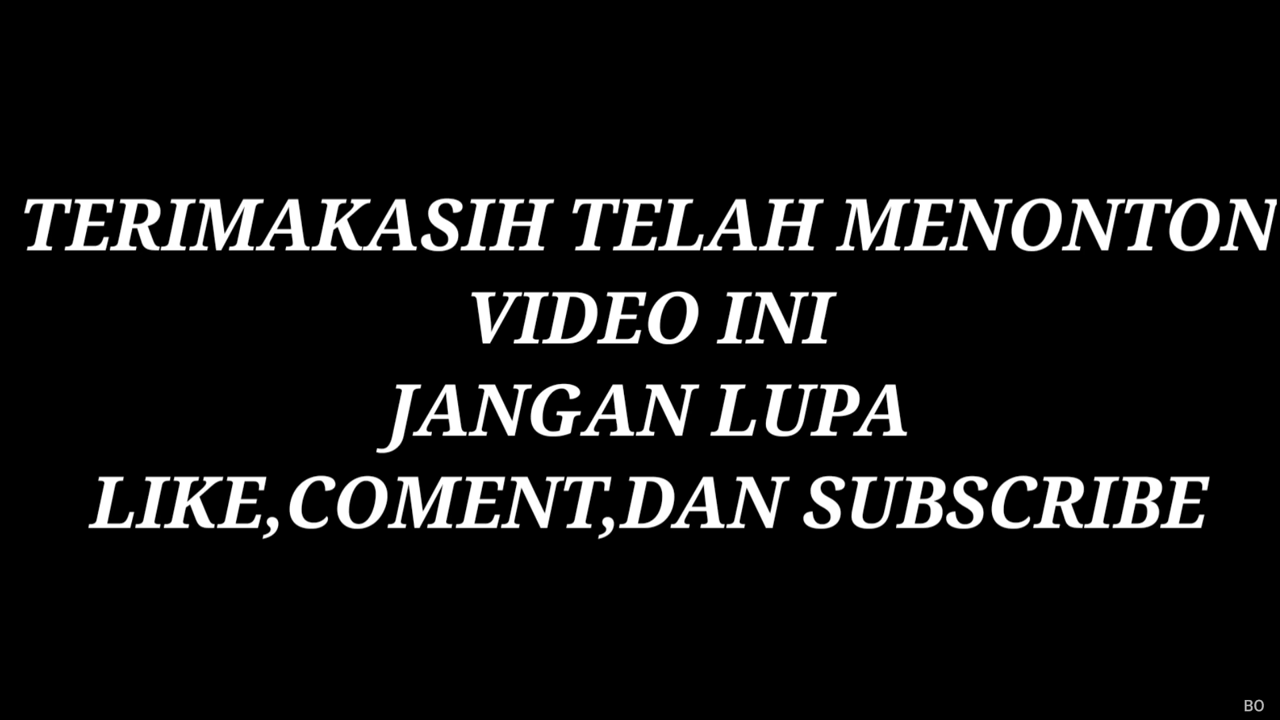 TERIMAKASIH TELAH MENONTON
VIDEO INI
JANGAN LUPA
LIKE,COMENT,DAN SUBSCRIBE
BO